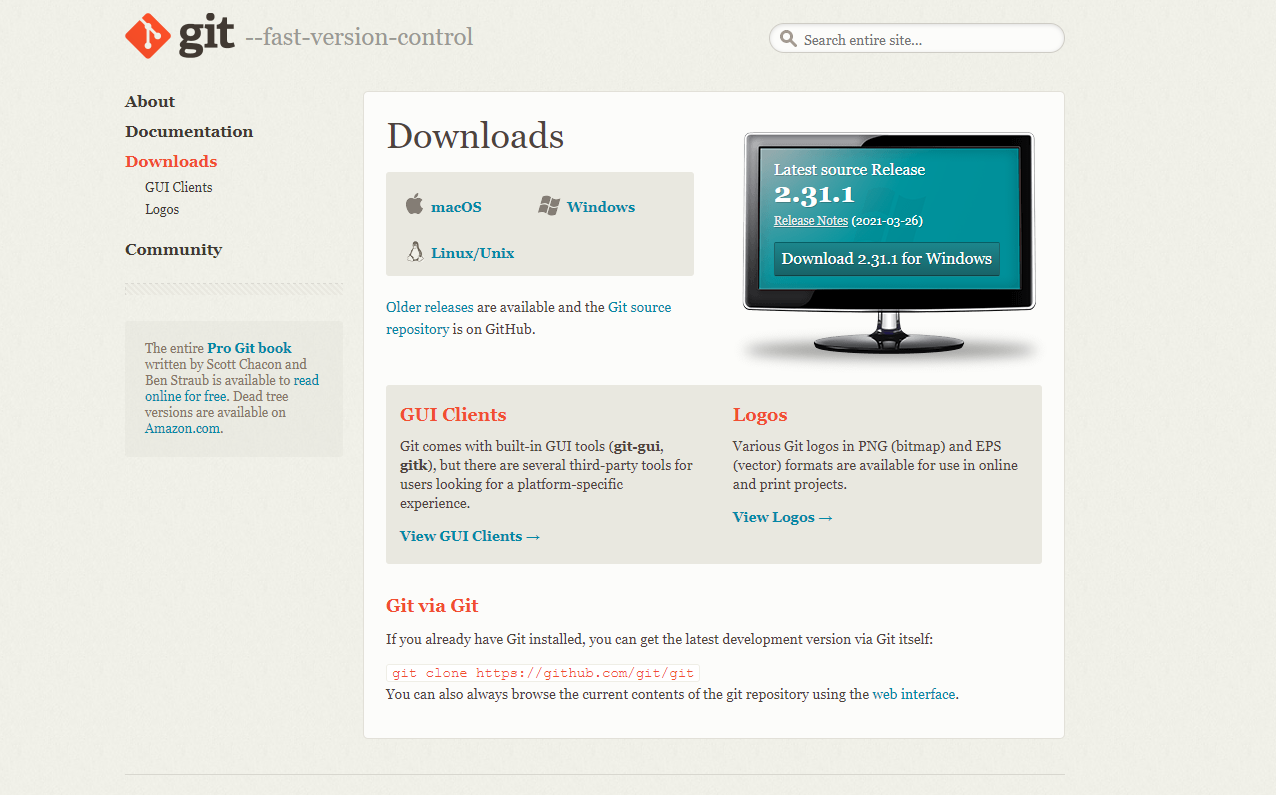 git --fast-version-control
Search entire site...
About
Documentation
Downloads
GUI Clients
Logos
Community
The entire Pro Git book
written by Scott Chacon and
Ben Straub is available to read
online for free. Dead tree
versions are available on
Amazon.com.
Downloads
macOS
Windows
Linux/Unix
Older releases are available and the Git source
repository is on GitHub.
Latest source Release
2.31.1
Release Notes (2021-03-26)
Download 2.31.1 for Windows
GUI Clients
Git comes with built-in GUI tools (git-gui,
gitk), but there are several third-party tools for
users looking for a platform-specific
experience.
View GUI Clients →
Logos
Various Git logos in PNG (bitmap) and EPS
(vector) formats are available for use in online
and print projects.
View Logos →
Git via Git
If you already have Git installed, you can get the latest development version via Git itself:
git clone https://github.com/git/git
You can also always browse the current contents of the git repository using the web interface.